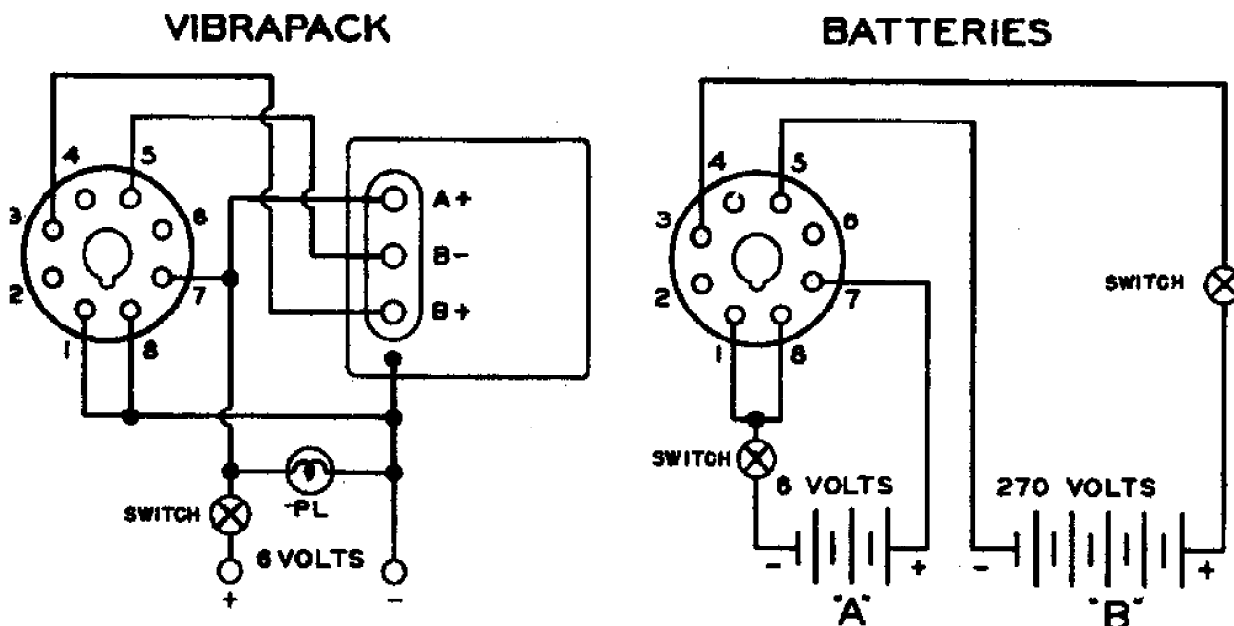 VIBRAPACK
4 5
3 6
2 7
1 8
A+
B-
B+
PL
SWITCH
6 VOLTS
+ -
BATTERIES
4 5
3 6
2 7
1 8
SWITCH
SWITCH
6 VOLTS
270 VOLTS
- + - +
"A" "B"